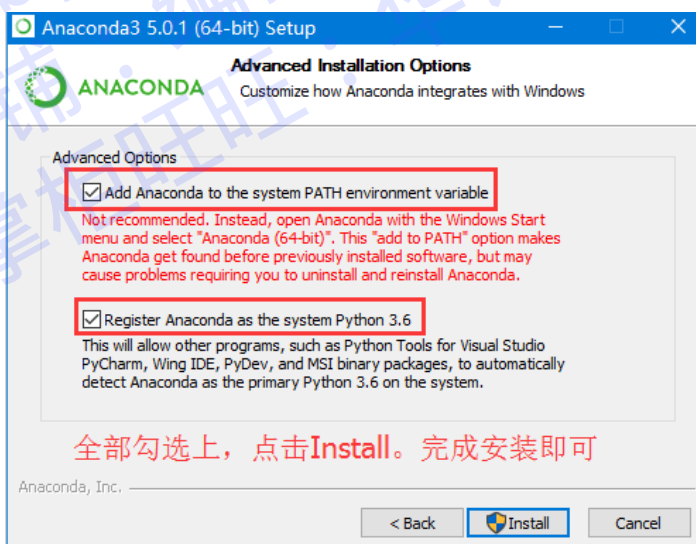 Anaconda3 5.0.1 (64-bit) Setup
Advanced Installation Options
ANACONDA
Customize how Anaconda integrates with Windows
Advanced Options
Add Anaconda to the system PATH environment variable
Not recommended. Instead, open Anaconda with the Windows Start
menu and select "Anaconda (64-bit)". This "add to PATH" option makes
Anaconda get found before previously installed software, but may
cause problems requiring you to uninstall and reinstall Anaconda.
Register Anaconda as the system Python 3.6
This will allow other programs, such as Python Tools for Visual Studio
PyCharm, Wing IDE, PyDev, and MSI binary packages, to automatically
detect Anaconda as the primary Python 3.6 on the system.
全部勾选上，点击Install。完成安装即可
Anaconda, Inc.
< Back
Install
Cancel
掌柜旺旺：